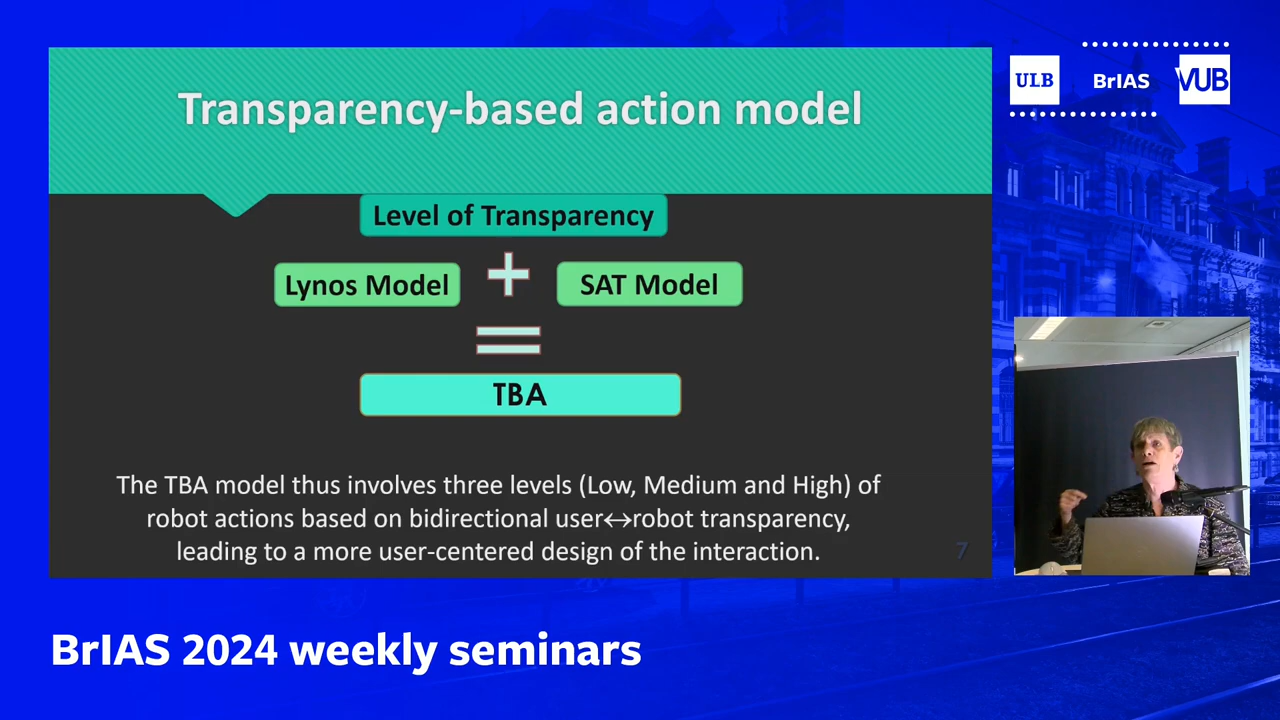 Transparency-based action model
Level of Transparency
Lynos Model + SAT Model
=
TBA
The TBA model thus involves three levels (Low, Medium and High) of
robot actions based on bidirectional user↔robot transparency,
leading to a more user-centered design of the interaction.
7
ULB BrIAS VUB
BrIAS 2024 weekly seminars